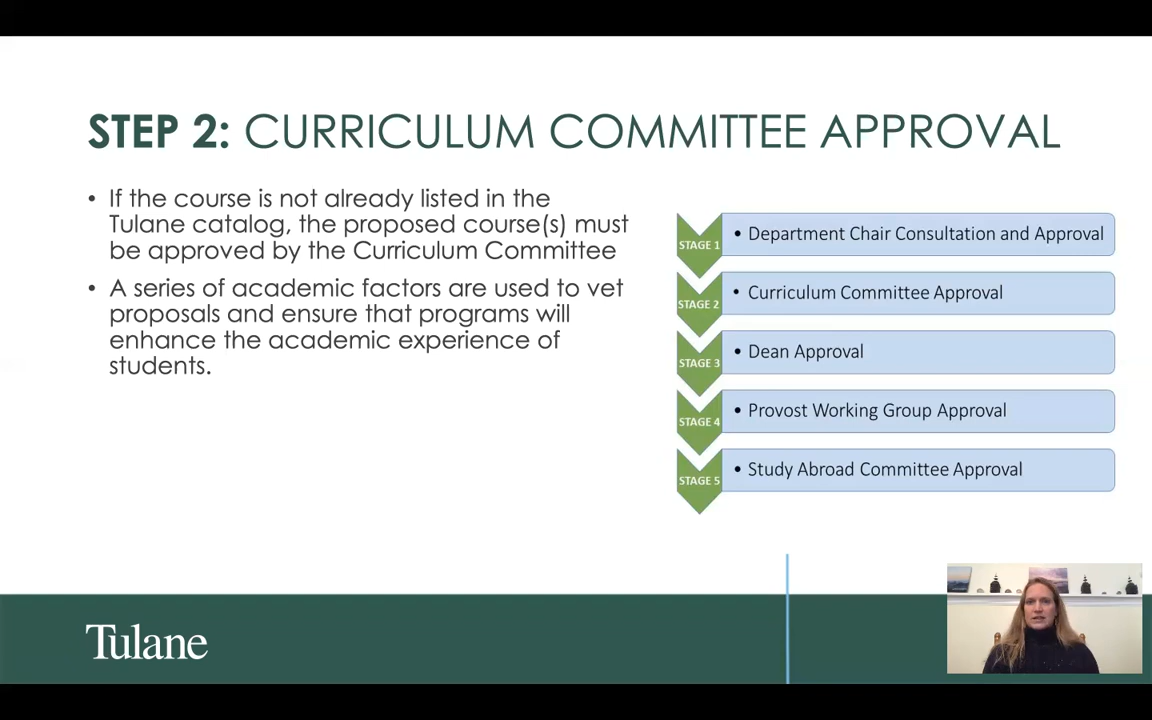 STEP 2: CURRICULUM COMMITTEE APPROVAL
• If the course is not already listed in the
Tulane catalog, the proposed course(s) must
be approved by the Curriculum Committee
• A series of academic factors are used to vet
proposals and ensure that programs will
enhance the academic experience of
students.
STAGE 1
• Department Chair Consultation and Approval
STAGE 2
• Curriculum Committee Approval
STAGE 3
• Dean Approval
STAGE 4
• Provost Working Group Approval
STAGE 5
• Study Abroad Committee Approval
Tulane